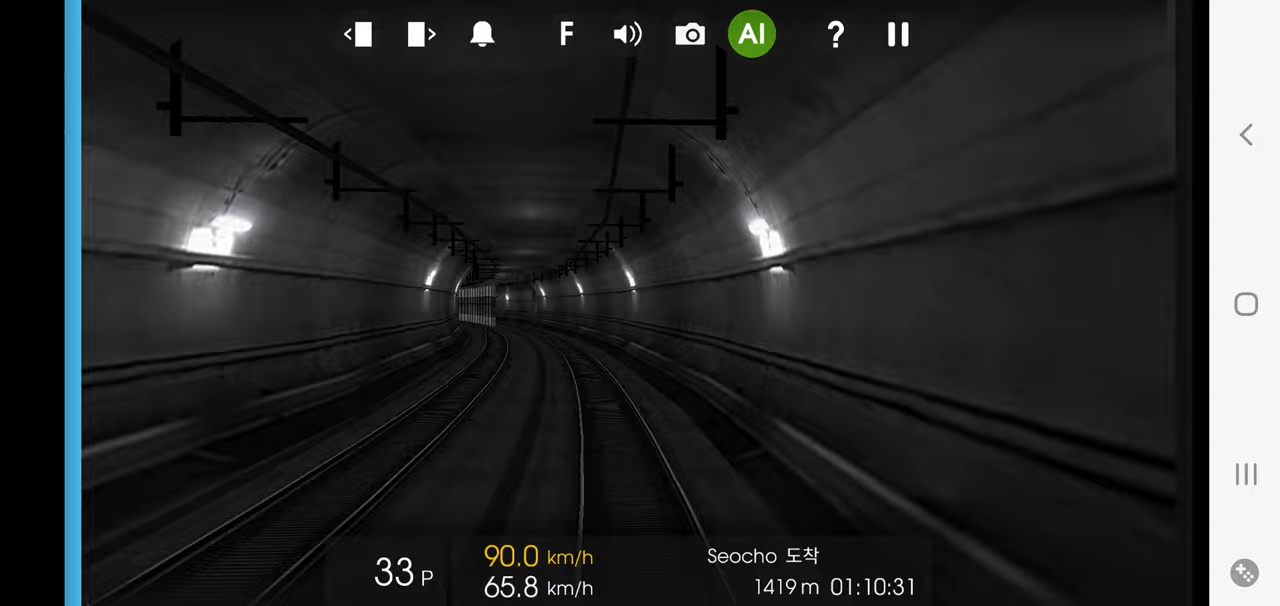 F AI ?
33 P
90.0 km/h
65.8 km/h
Seocho 도착
1419 m 01:10:31